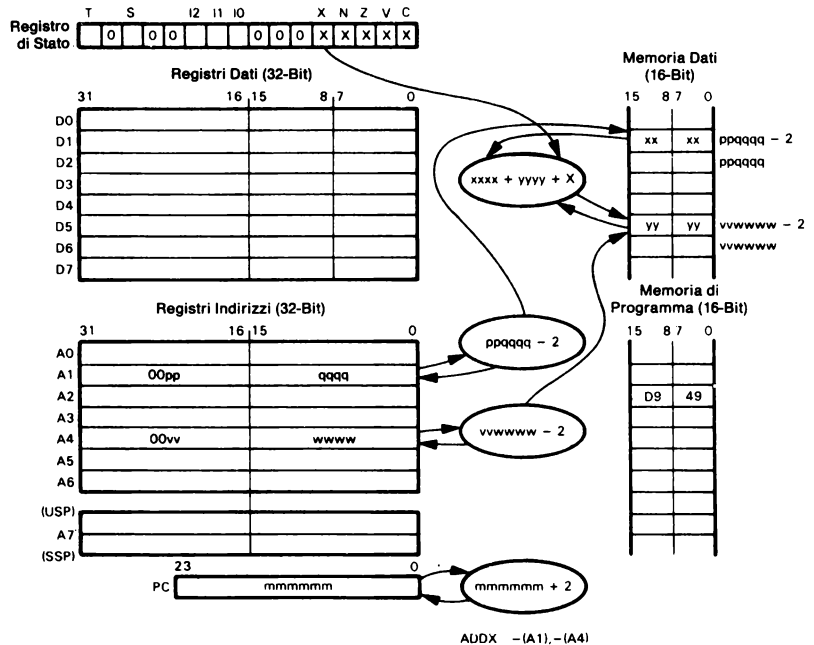 T S I2 I1 I0 X N Z V C
Registro di Stato
0 0 0 0 0 0 X X X X X
Registri Dati (32-Bit)
31 16 15 8 7 0
D0
D1
D2
D3
D4
D5
D6
D7
Memoria Dati
(16-Bit)
15 8 7 0
xx xx ppqqqq – 2
ppqqqq
yy yy vvwwww – 2
vvwwww
xxxx + yyyy + X
Registri Indirizzi (32-Bit)
31 16 15 0
A0
A1 00pp qqqq
A2
A3
A4 00vv wwww
A5
A6
(USP)
A7
(SSP)
ppqqqq – 2
vvwwww – 2
Memoria di
Programma (16-Bit)
15 8 7 0
D9 49
23 0
PC mmmmmm
mmmmmm + 2
ADDX –(A1),–(A4)